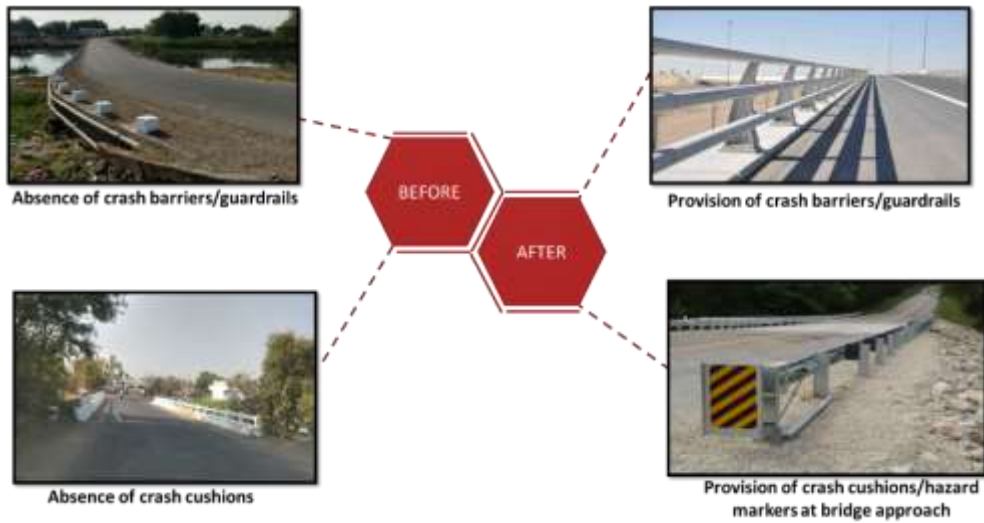 Absence of crash barriers/guardrails
Provision of crash barriers/guardrails
BEFORE
AFTER
Absence of crash cushions
Provision of crash cushions/hazard
markers at bridge approach